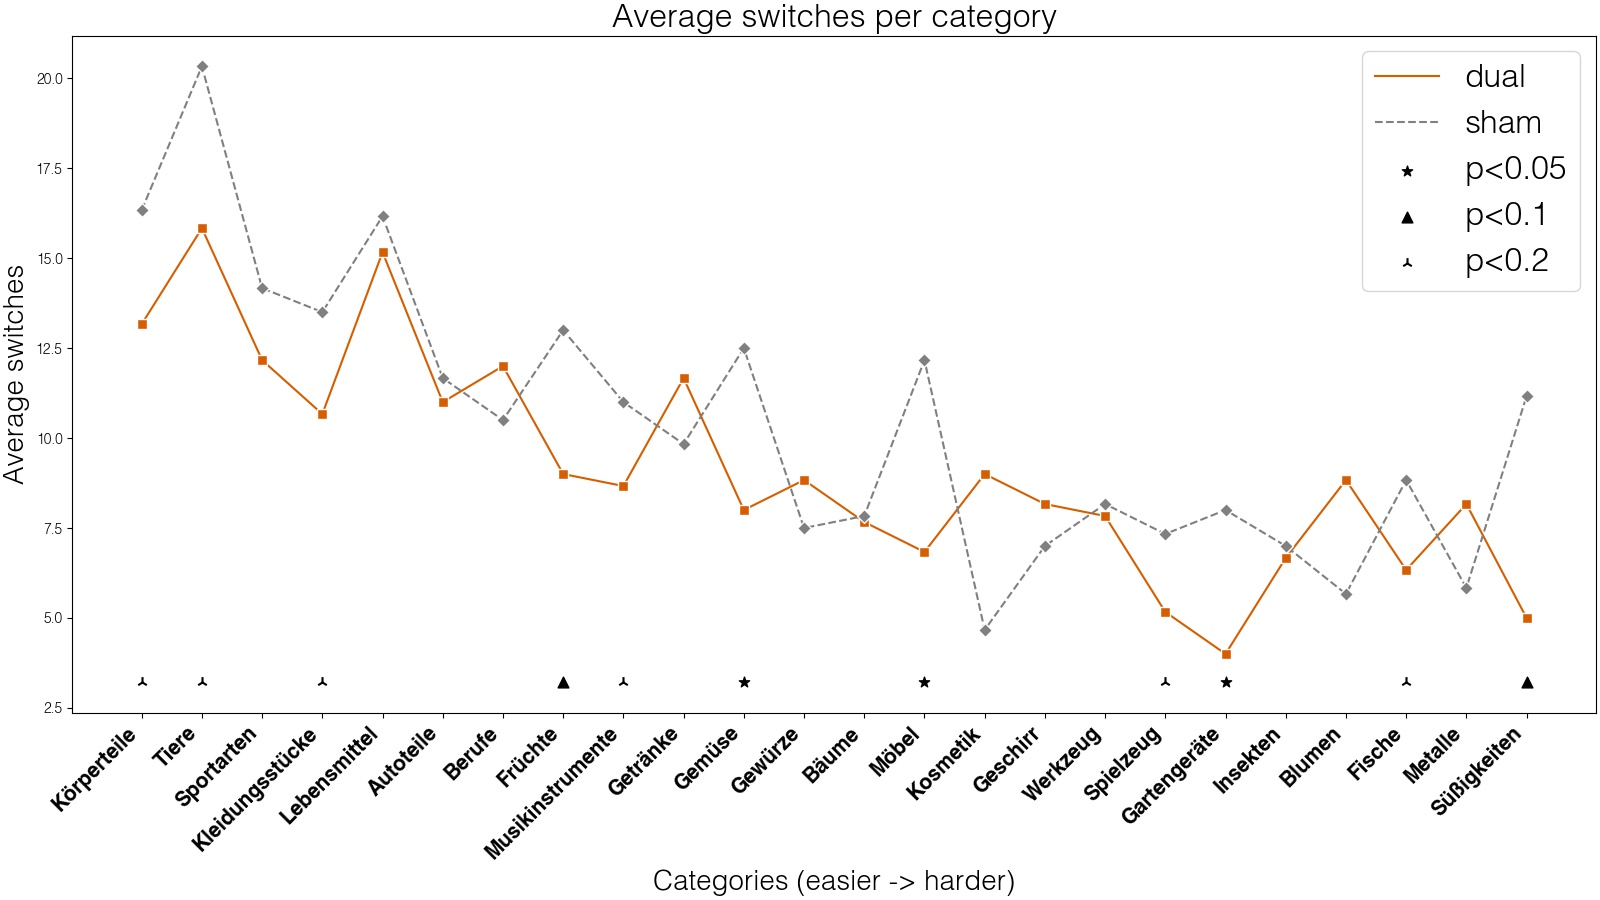 Average switches per category
Average switches
20.0
17.5
15.0
12.5
10.0
7.5
5.0
2.5
dual
sham
p<0.05
p<0.1
p<0.2
Körperteile
Tiere
Sportarten
Kleidungsstücke
Lebensmittel
Autoteile
Berufe
Früchte
Musikinstrumente
Getränke
Gemüse
Gewürze
Bäume
Möbel
Kosmetik
Geschirr
Werkzeug
Spielzeug
Gartengeräte
Insekten
Blumen
Fische
Metalle
Süßigkeiten
Categories (easier -> harder)